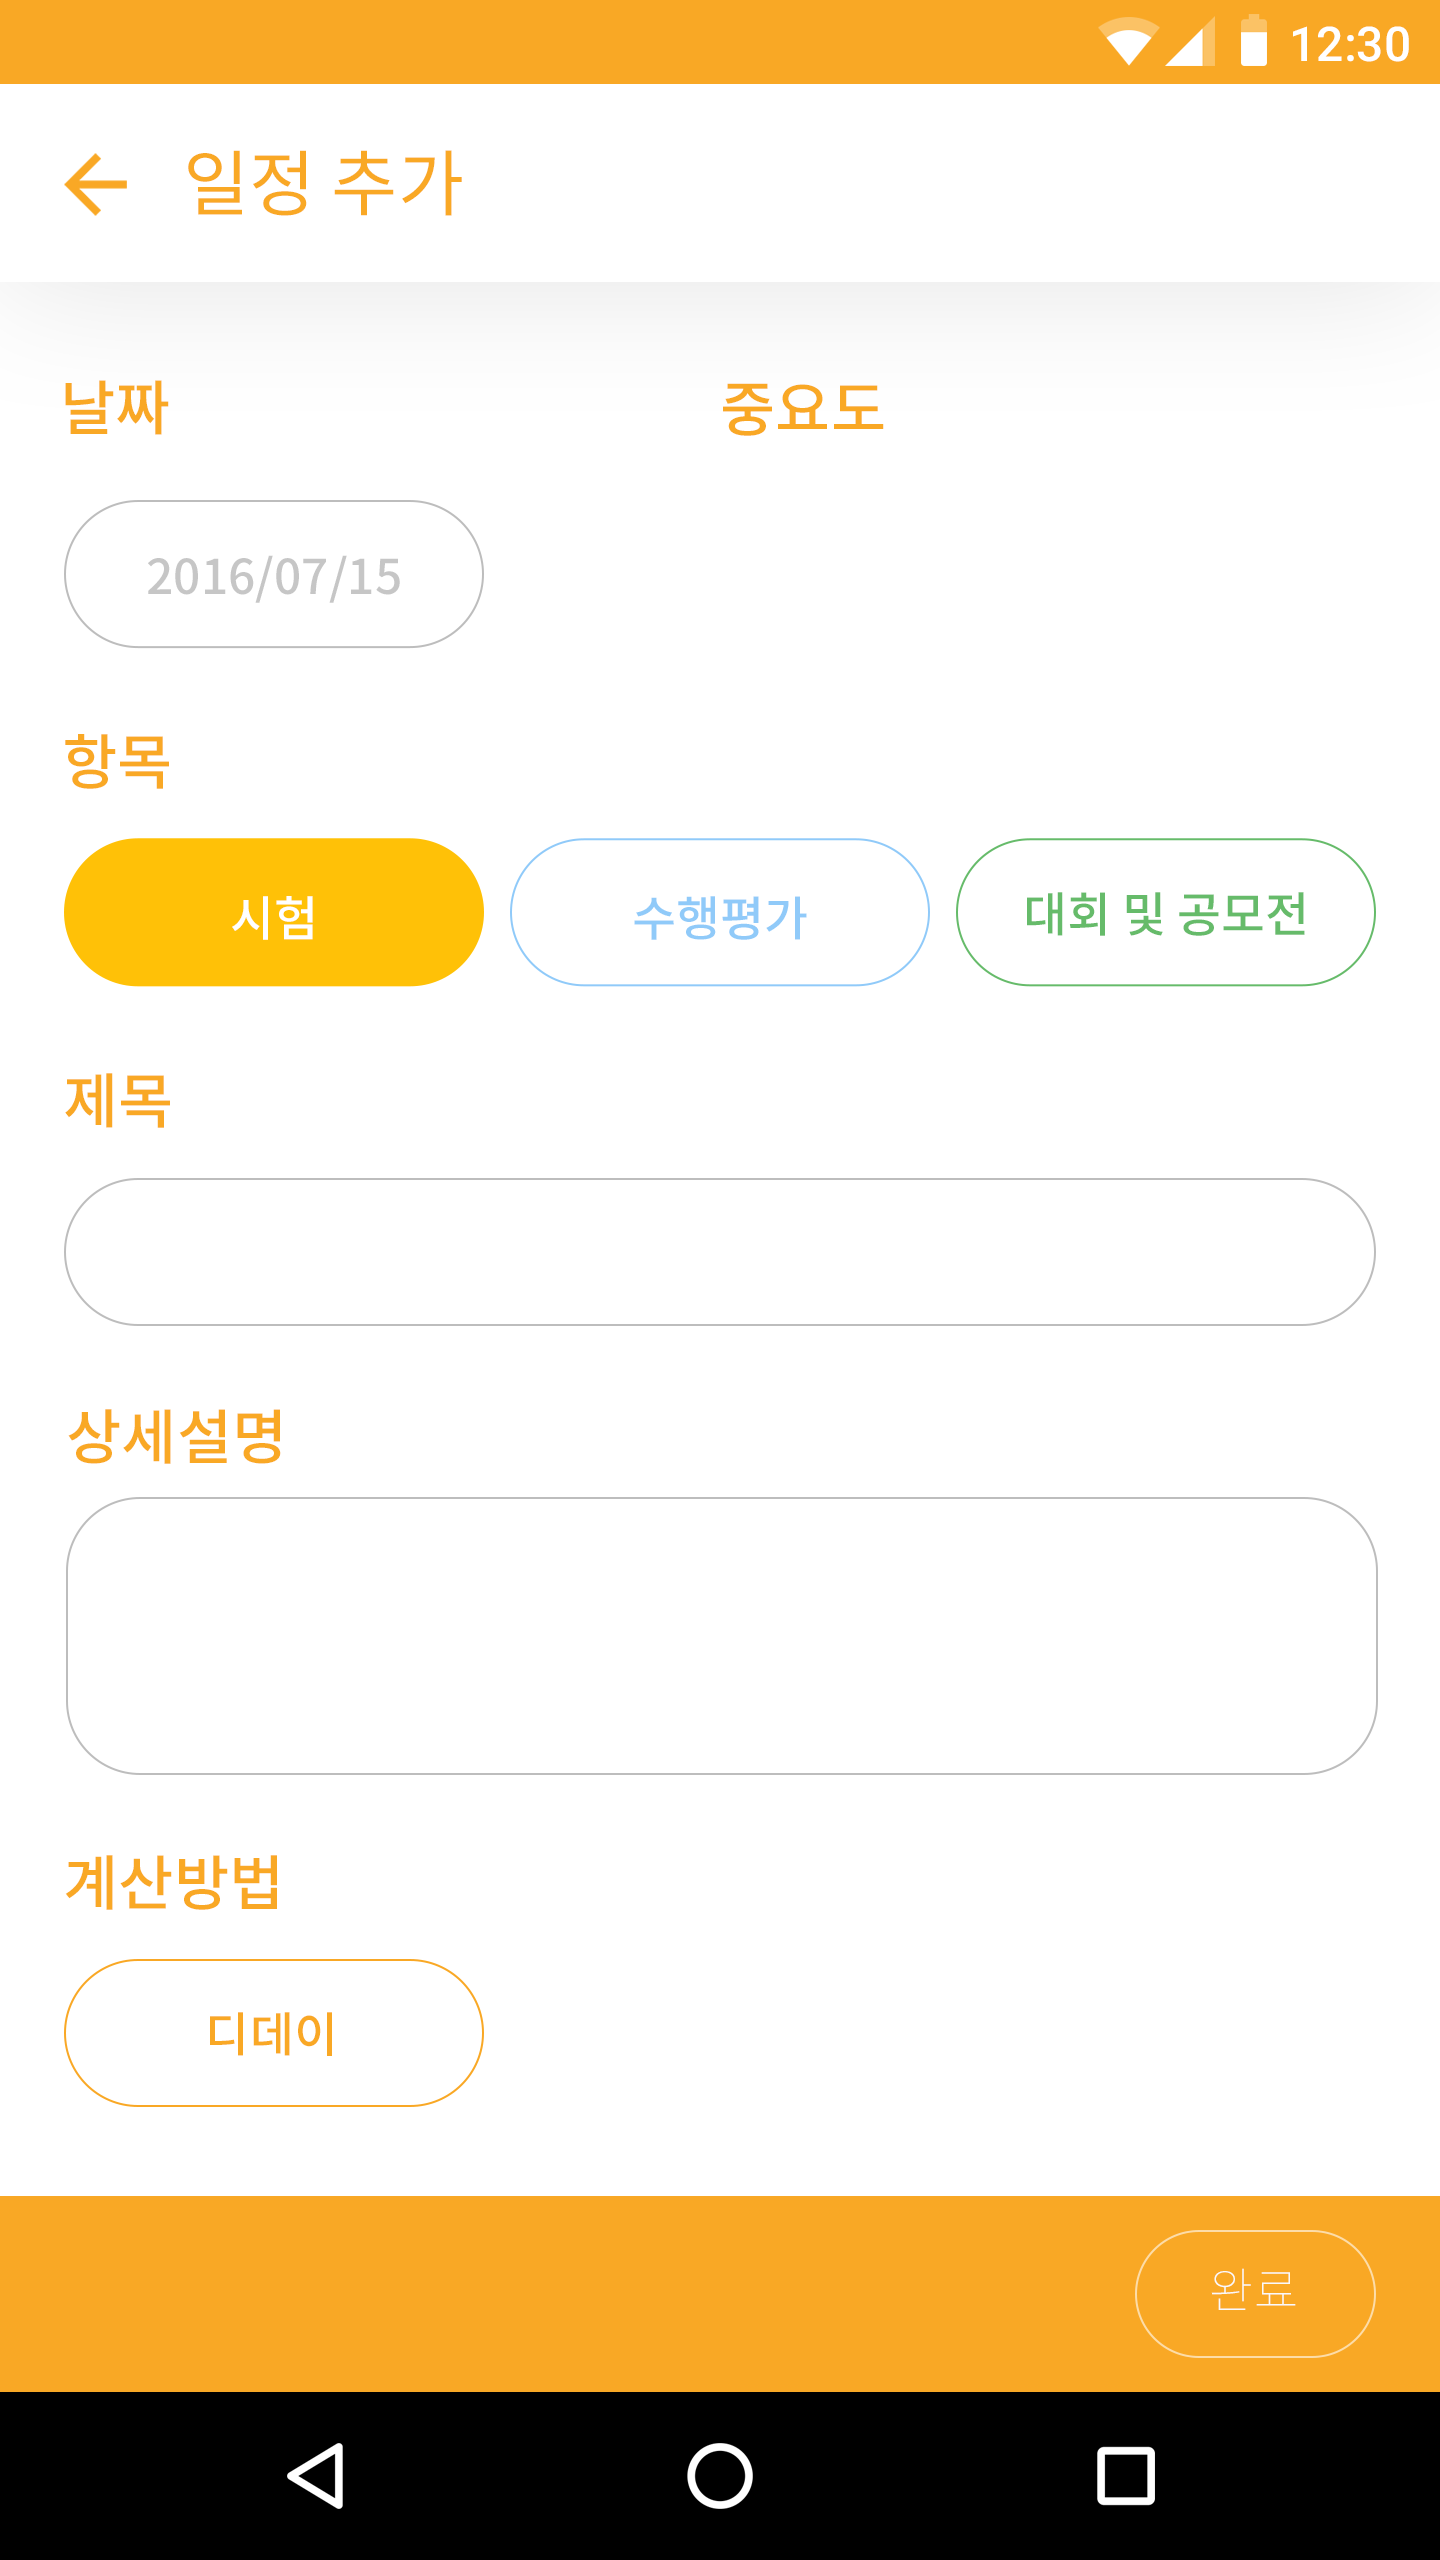 12:30
일정 추가
날짜
중요도
2016/07/15
항목
시험
수행평가
대회 및 공모전
제목
상세설명
계산방법
디데이
완료